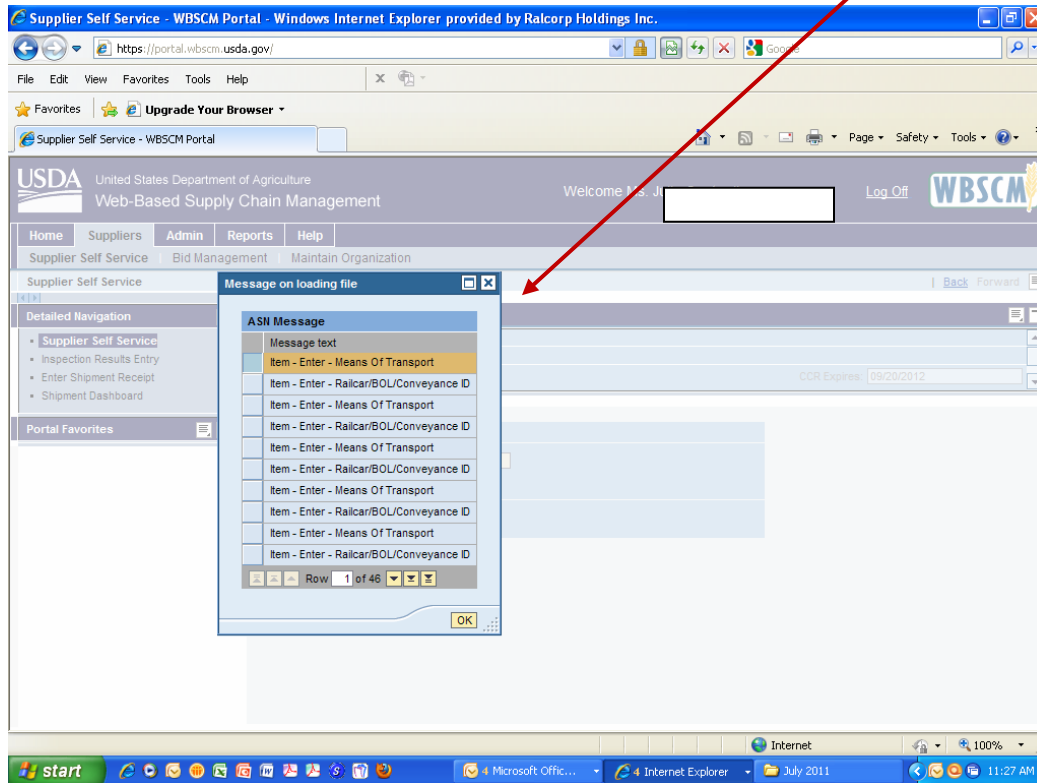 Supplier Self Service - WBSCM Portal - Windows Internet Explorer provided by Ralcorp Holdings Inc.
https://portal.wbscm.usda.gov/
Google
File Edit View Favorites Tools Help
Favorites Upgrade Your Browser
Supplier Self Service - WBSCM Portal
Page Safety Tools
USDA United States Department of Agriculture
Web-Based Supply Chain Management
Welcome Ms.
Log Off
WBSCM
Home Suppliers Admin Reports Help
Supplier Self Service Bid Management Maintain Organization
Supplier Self Service
Back Forward
Message on loading file
Detailed Navigation
Supplier Self Service
Inspection Results Entry
Enter Shipment Receipt
Shipment Dashboard
Portal Favorites
CCR Expires: 09/20/2012
ASN Message
Message text
Item - Enter - Means Of Transport
Item - Enter - Railcar/BOL/Conveyance ID
Item - Enter - Means Of Transport
Item - Enter - Railcar/BOL/Conveyance ID
Item - Enter - Means Of Transport
Item - Enter - Railcar/BOL/Conveyance ID
Item - Enter - Means Of Transport
Item - Enter - Railcar/BOL/Conveyance ID
Item - Enter - Means Of Transport
Item - Enter - Railcar/BOL/Conveyance ID
Row 1 of 46
OK
Internet
100%
start
4 Microsoft Offic...
4 Internet Explorer
July 2011
11:27 AM